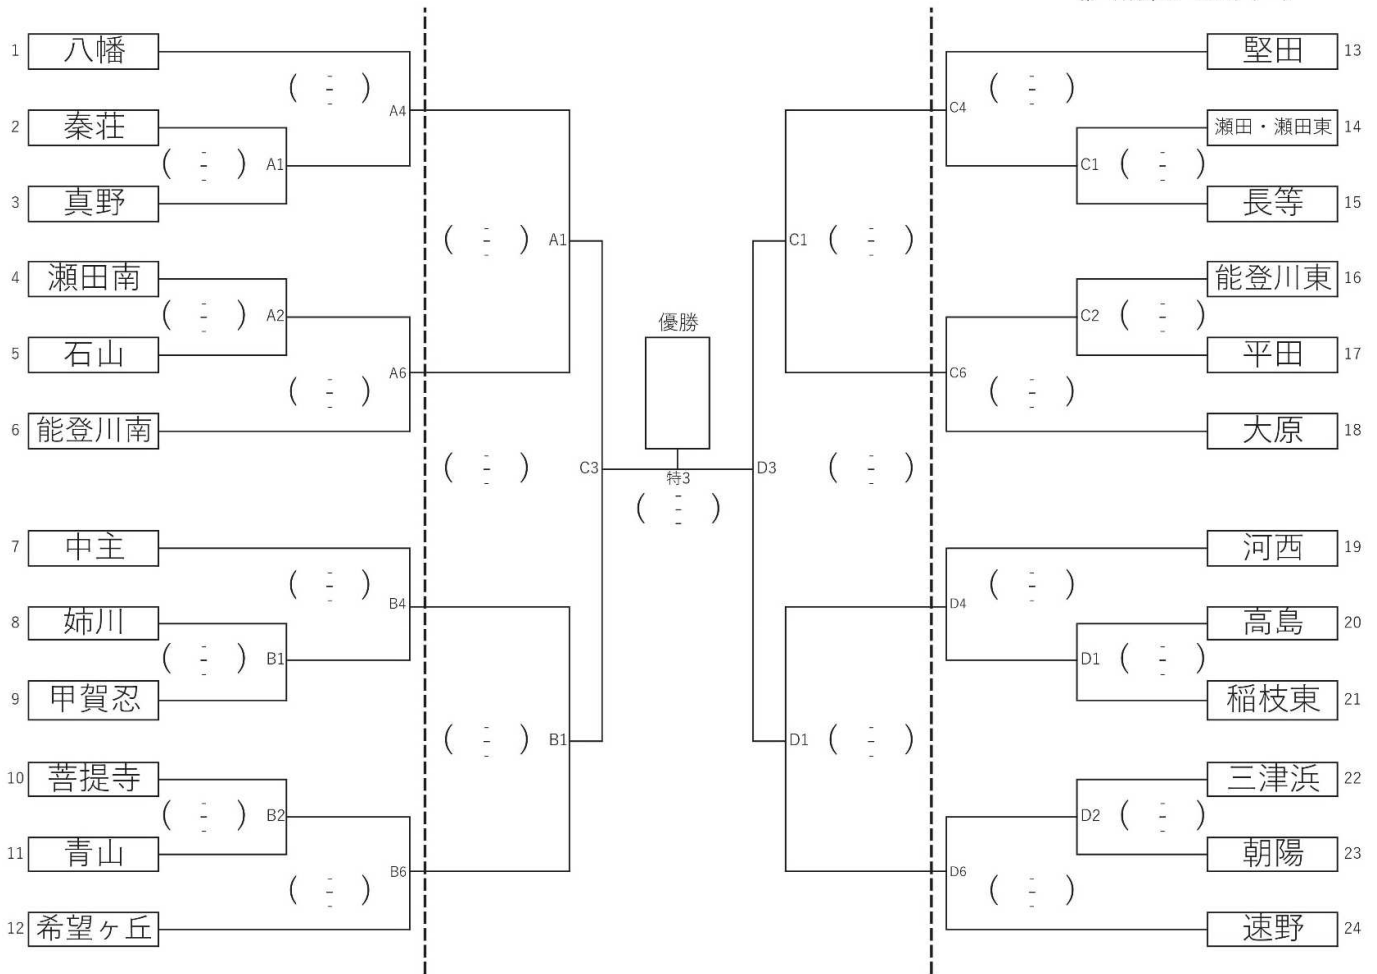 1 八幡
2 秦荘
3 真野
4 瀬田南
5 石山
6 能登川南
7 中主
8 姉川
9 甲賀忍
10 菩提寺
11 青山
12 希望ヶ丘
( - - - ) A4
( - - - ) A1
( - - - ) A2
( - - - ) A6
( - - - ) B4
( - - - ) B1
( - - - ) B2
( - - - ) B6
( - - - ) A1
( - - - ) C3
( - - - ) B1
優勝
特3
( - - - )
C1 ( - - - )
D3 ( - - - )
D1 ( - - - )
C4 ( - - - )
C1 ( - - - )
C2 ( - - - )
C6 ( - - - )
D4 ( - - - )
D1 ( - - - )
D2 ( - - - )
D6 ( - - - )
堅田 13
瀬田・瀬田東 14
長等 15
能登川東 16
平田 17
大原 18
河西 19
高島 20
稲枝東 21
三津浜 22
朝陽 23
速野 24